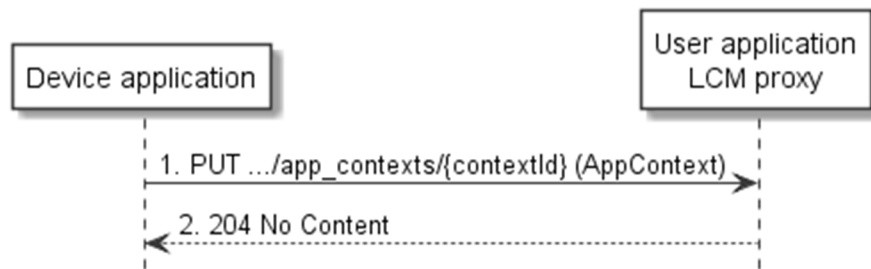 Device application
User application
LCM proxy
1. PUT .../app_contexts/{contextId} (AppContext)
2. 204 No Content